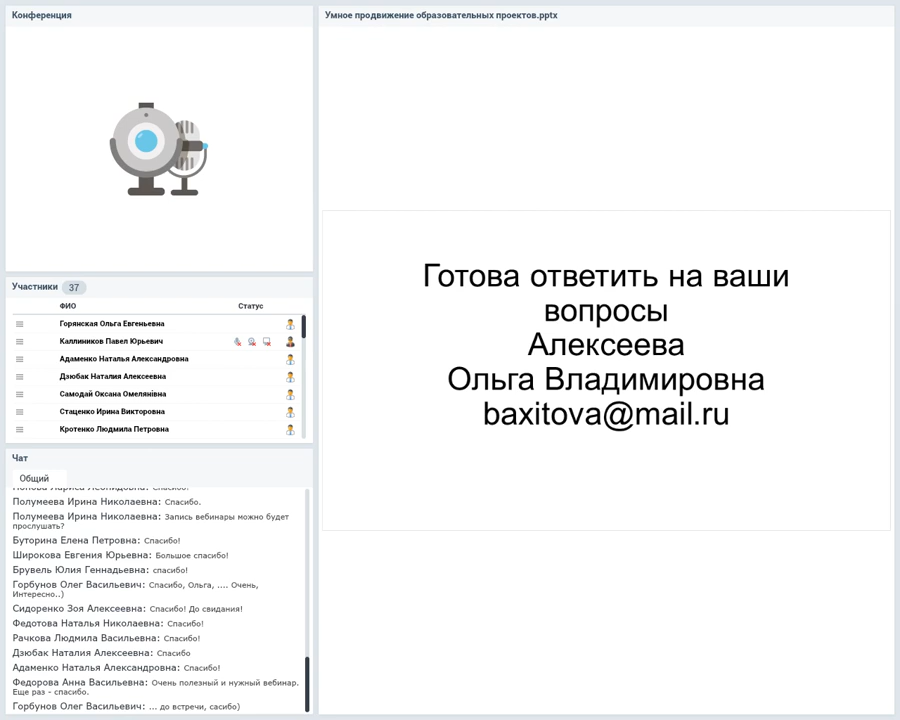 Конференция
Участники 37
ФИО Статус
Горянская Ольга Евгеньевна
Каллиников Павел Юрьевич
Адаменко Наталья Александровна
Дзюбак Наталия Алексеевна
Самодай Оксана Омелянівна
Стаценко Ирина Викторовна
Кротенко Людмила Петровна
Чат
Общий
Полумеева Ирина Николаевна: Спасибо.
Полумеева Ирина Николаевна: Запись вебинары можно будет
прослушать?
Буторина Елена Петровна: Спасибо!
Широкова Евгения Юрьевна: Большое спасибо!
Брувель Юлия Геннадьевна: спасибо!
Горбунов Олег Васильевич: Спасибо, Ольга, .... Очень,
Интересно..)
Сидоренко Зоя Алексеевна: Спасибо! До свидания!
Федотова Наталья Николаевна: Спасибо!
Рачкова Людмила Васильевна: Спасибо!
Дзюбак Наталия Алексеевна: Спасибо
Адаменко Наталья Александровна: Спасибо!
Федорова Анна Васильевна: Очень полезный и нужный вебинар.
Еще раз - спасибо.
Горбунов Олег Васильевич: ... до встречи, сасибо)
Умное продвижение образовательных проектов.pptx
Готова ответить на ваши
вопросы
Алексеева
Ольга Владимировна
baxitova@mail.ru